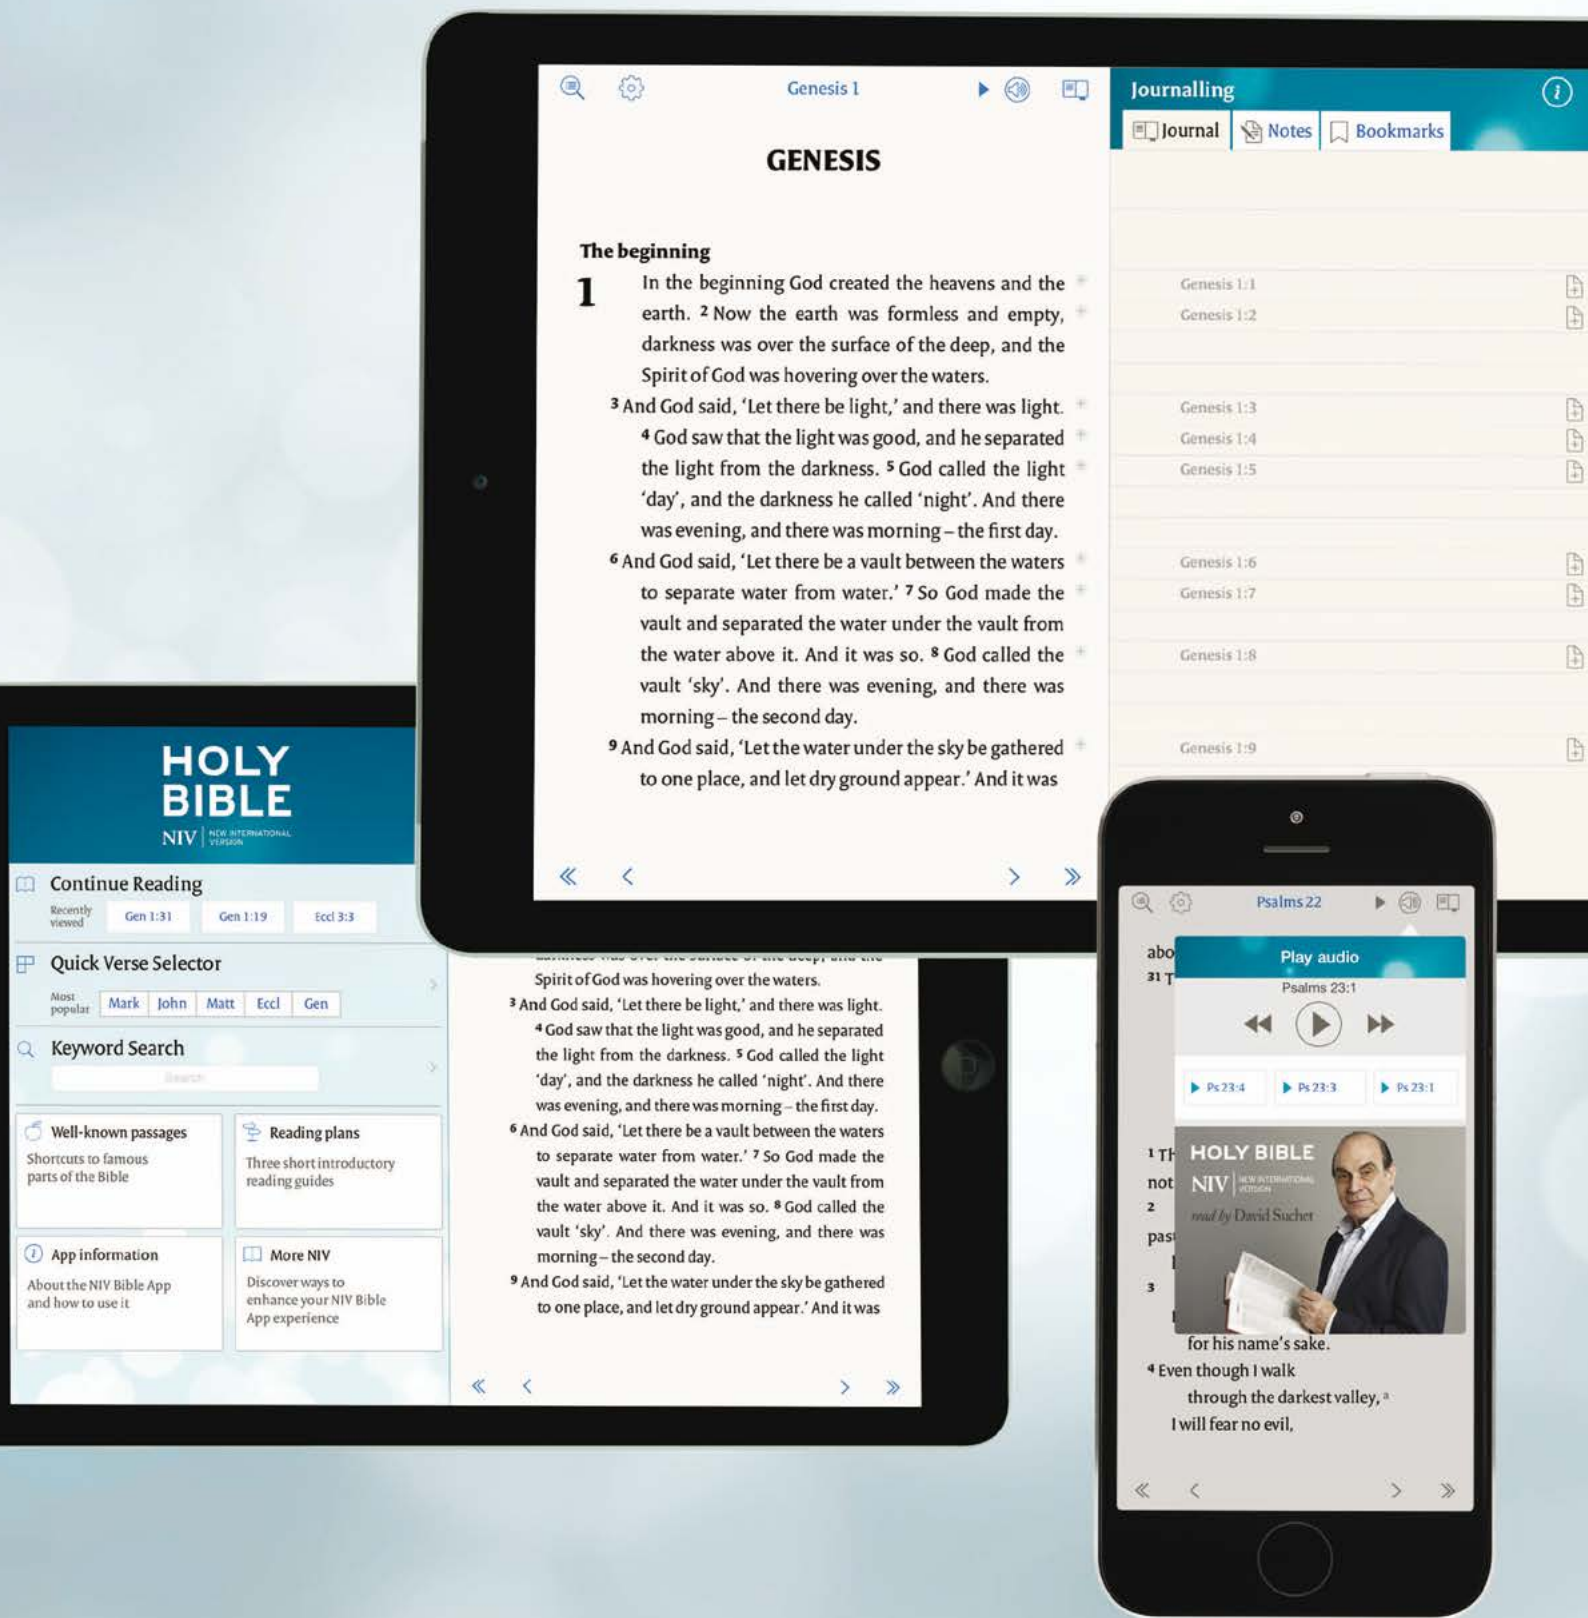 Genesis 1
GENESIS
The beginning
1 In the beginning God created the heavens and the
earth. 2 Now the earth was formless and empty,
darkness was over the surface of the deep, and the
Spirit of God was hovering over the waters.
3 And God said, ‘Let there be light,’ and there was light.
4 God saw that the light was good, and he separated
the light from the darkness. 5 God called the light
‘day’, and the darkness he called ‘night’. And there
was evening, and there was morning – the first day.
6 And God said, ‘Let there be a vault between the waters
to separate water from water.’ 7 So God made the
vault and separated the water under the vault from
the water above it. And it was so. 8 God called the
vault ‘sky’. And there was evening, and there was
morning – the second day.
9 And God said, ‘Let the water under the sky be gathered
to one place, and let dry ground appear.’ And it was
Journalling
Journal Notes Bookmarks
Genesis 1:1
Genesis 1:2
Genesis 1:3
Genesis 1:4
Genesis 1:5
Genesis 1:6
Genesis 1:7
Genesis 1:8
Genesis 1:9
HOLY
BIBLE
NIV NEW INTERNATIONAL
VERSION
Continue Reading
Recently
viewed
Gen 1:31 Gen 1:19 Eccl 3:3
Quick Verse Selector
Most
popular
Mark John Matt Eccl Gen
Keyword Search
Search
Well-known passages
Shortcuts to famous
parts of the Bible
Reading plans
Three short introductory
reading guides
App information
About the NIV Bible App
and how to use it
More NIV
Discover ways to
enhance your NIV Bible
App experience
darkness was over the surface of the deep, and the
Spirit of God was hovering over the waters.
3 And God said, ‘Let there be light,’ and there was light.
4 God saw that the light was good, and he separated
the light from the darkness. 5 God called the light
‘day’, and the darkness he called ‘night’. And there
was evening, and there was morning – the first day.
6 And God said, ‘Let there be a vault between the waters
to separate water from water.’ 7 So God made the
vault and separated the water under the vault from
the water above it. And it was so. 8 God called the
vault ‘sky’. And there was evening, and there was
morning – the second day.
9 And God said, ‘Let the water under the sky be gathered
to one place, and let dry ground appear.’ And it was
Psalms 22
abo
31 T
Play audio
Psalms 23:1
Ps 23:4 Ps 23:3 Ps 23:1
HOLY BIBLE
NIV NEW INTERNATIONAL
VERSION
read by David Suchet
1 Th
not
2
past
3
for his name's sake.
4 Even though I walk
through the darkest valley, a
I will fear no evil,